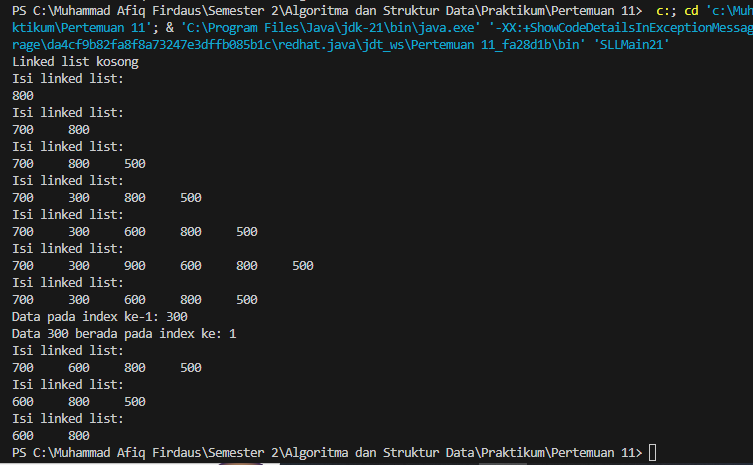 PS C:\Muhammad Afiq Firdaus\Semester 2\Algoritma dan Struktur Data\Praktikum\Pertemuan 11>  c:; cd 'c:\Muh
ktikum\Pertemuan 11'; & 'C:\Program Files\Java\jdk-21\bin\java.exe' '-XX:+ShowCodeDetailsInExceptionMessag
rage\da4cf9b82fa8f8a73247e3dffb085b1c\redhat.java\jdt_ws\Pertemuan 11_fa28d1b\bin' 'SLLMain21'
Linked list kosong
Isi linked list:
800
Isi linked list:
700     800
Isi linked list:
700     800     500
Isi linked list:
700     300     800     500
Isi linked list:
700     300     600     800     500
Isi linked list:
700     300     900     600     800     500
Isi linked list:
700     300     600     800     500
Data pada index ke-1: 300
Data 300 berada pada index ke: 1
Isi linked list:
700     600     800     500
Isi linked list:
600     800     500
Isi linked list:
600     800
PS C:\Muhammad Afiq Firdaus\Semester 2\Algoritma dan Struktur Data\Praktikum\Pertemuan 11>